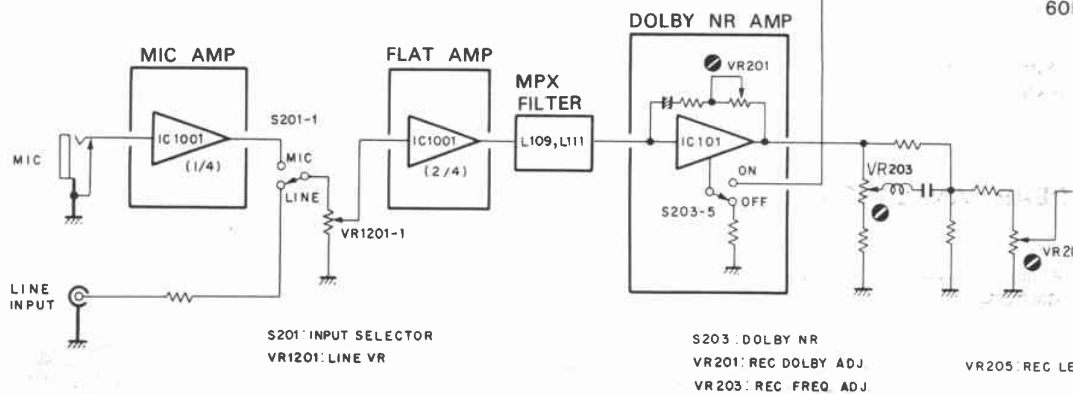 DOLBY NR AMP
60
MIC AMP
FLAT AMP
MPX
FILTER
VR201
S201-1
IC1001
(1/4)
MIC
MIC
LINE
IC1001
(2/4)
L109, L111
IC101
ON
OFF
S203-5
VR203
VR1201-1
LINE
INPUT
S201: INPUT SELECTOR
VR1201: LINE VR
S203: DOLBY NR
VR201: REC DOLBY ADJ.
VR203: REC FREQ ADJ.
VR205: REC LE